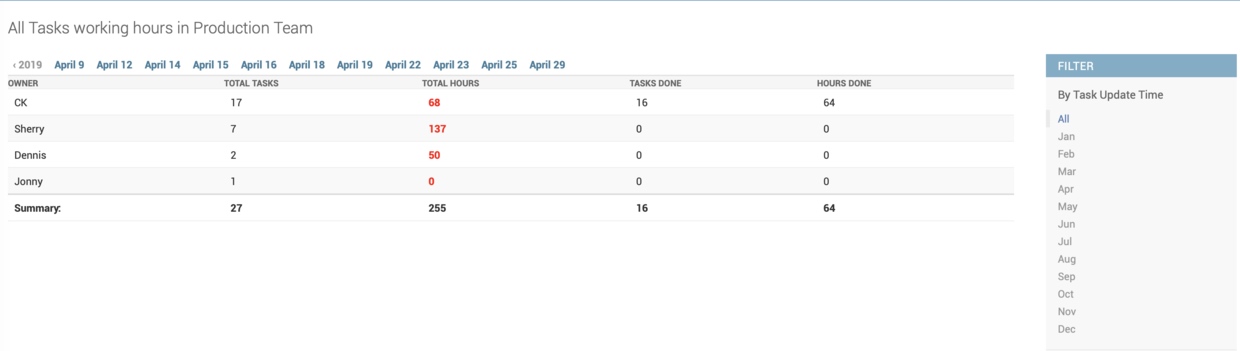 All Tasks working hours in Production Team
‹ 2019 April 9 April 12 April 14 April 15 April 16 April 18 April 19 April 22 April 23 April 25 April 29
OWNER TOTAL TASKS TOTAL HOURS TASKS DONE HOURS DONE
CK 17 68 16 64
Sherry 7 137 0 0
Dennis 2 50 0 0
Jonny 1 0 0 0
Summary: 27 255 16 64
FILTER
By Task Update Time
All
Jan
Feb
Mar
Apr
May
Jun
Jul
Aug
Sep
Oct
Nov
Dec